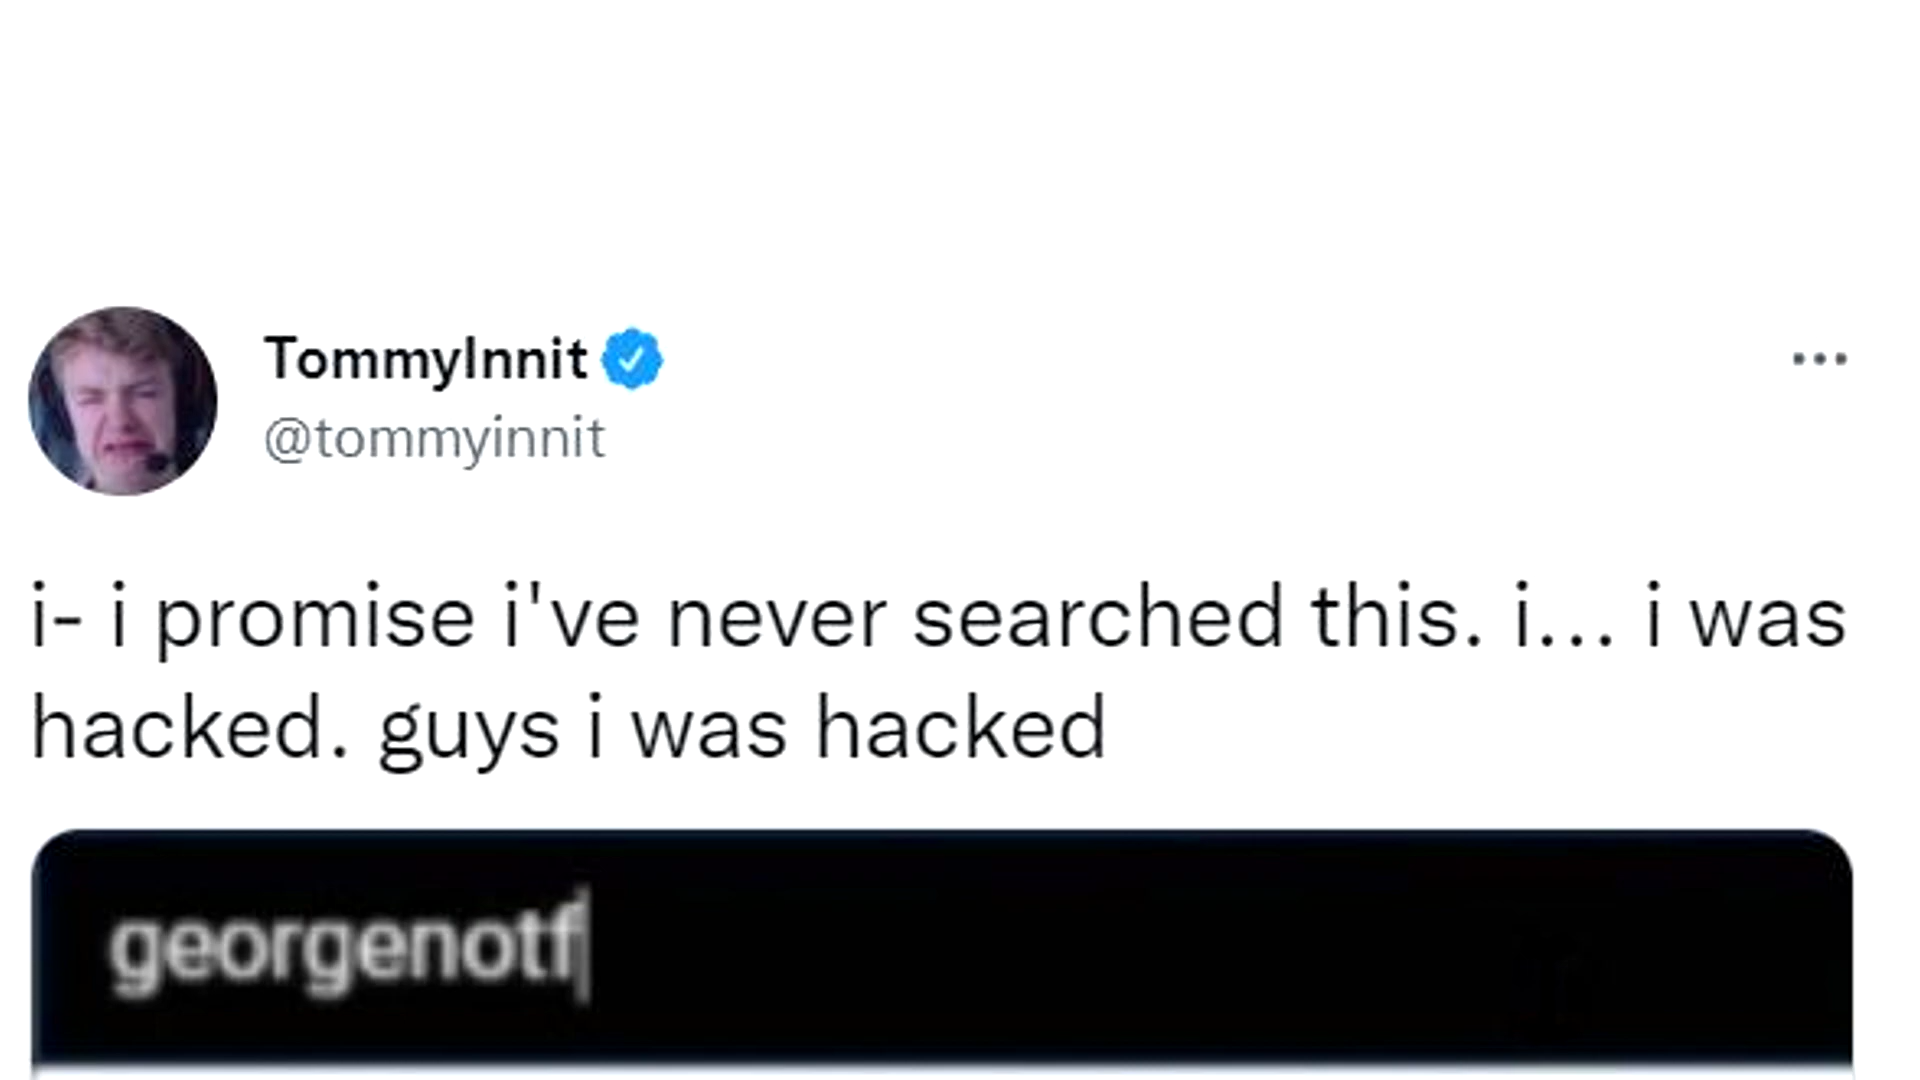 TommyInnit
@tommyinnit
i- i promise i've never searched this. i... i was
hacked. guys i was hacked
georgenotf